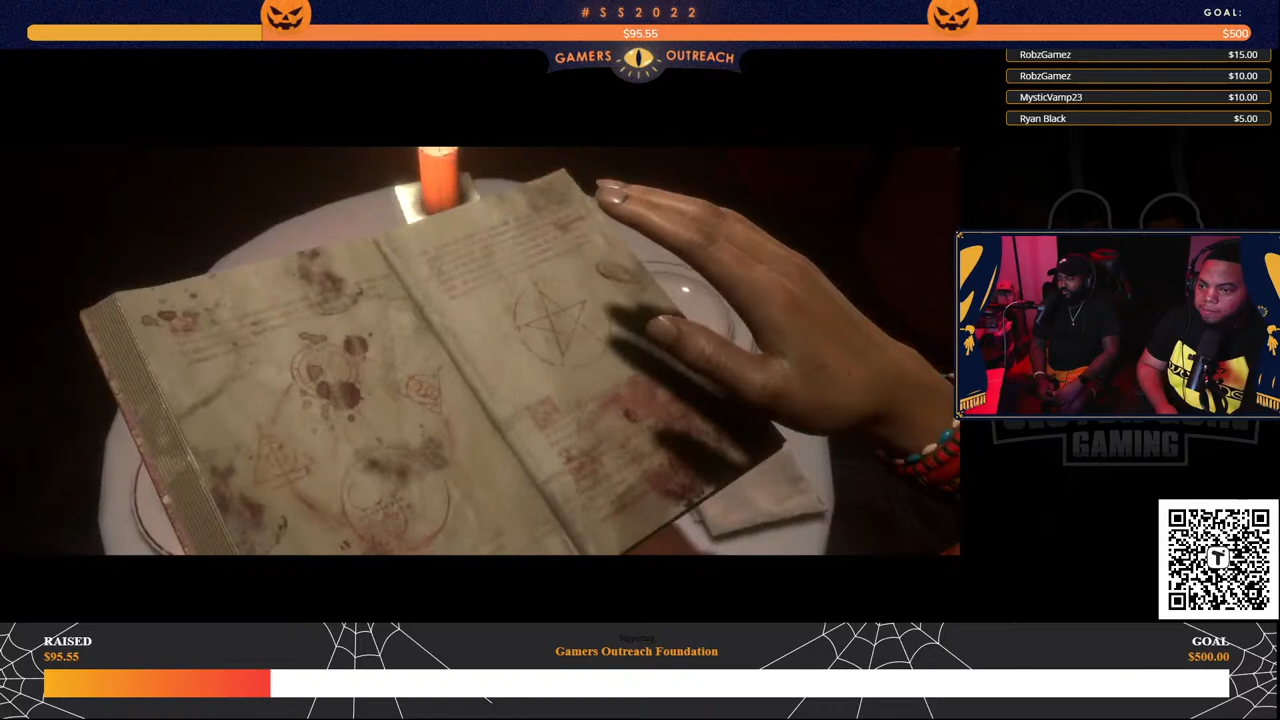 #SS2022
GOAL:
$95.55
$500
GAMERS OUTREACH
RobzGamez $15.00
RobzGamez $10.00
MysticVamp23 $10.00
Ryan Black $5.00
GAMING
RAISED
$95.55
Supporting
Gamers Outreach Foundation
GOAL
$500.00